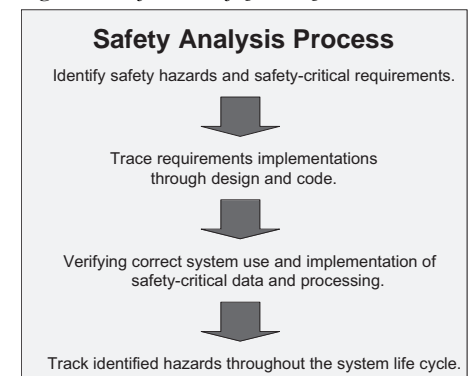 Safety Analysis Process
Identify safety hazards and safety-critical requirements.
Trace requirements implementations
through design and code.
Verifying correct system use and implementation of
safety-critical data and processing.
Track identified hazards throughout the system life cycle.